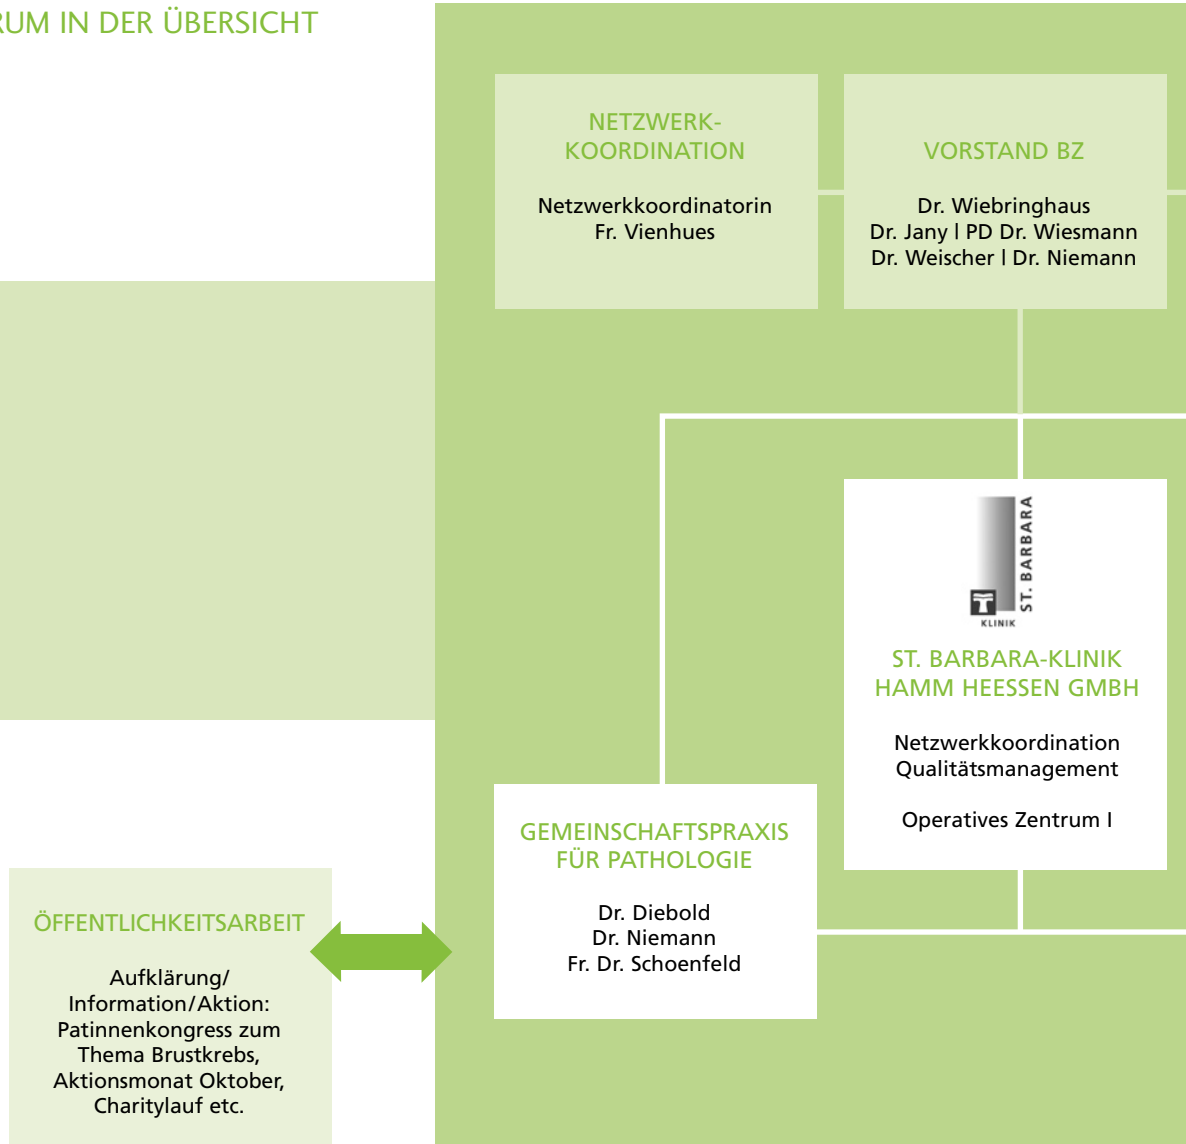 RUM IN DER ÜBERSICHT
NETZWERK-
KOORDINATION
Netzwerkkoordinatorin
Fr. Vienhues
VORSTAND BZ
Dr. Wiebringhaus
Dr. Jany l PD Dr. Wiesmann
Dr. Weischer l Dr. Niemann
ST. BARBARA
KLINIK
ST. BARBARA-KLINIK
HAMM HEESSEN GMBH
Netzwerkkoordination
Qualitätsmanagement
Operatives Zentrum I
GEMEINSCHAFTSPRAXIS
FÜR PATHOLOGIE
Dr. Diebold
Dr. Niemann
Fr. Dr. Schoenfeld
ÖFFENTLICHKEITSARBEIT
Aufklärung/
Information/Aktion:
Patinnenkongress zum
Thema Brustkrebs,
Aktionsmonat Oktober,
Charitylauf etc.